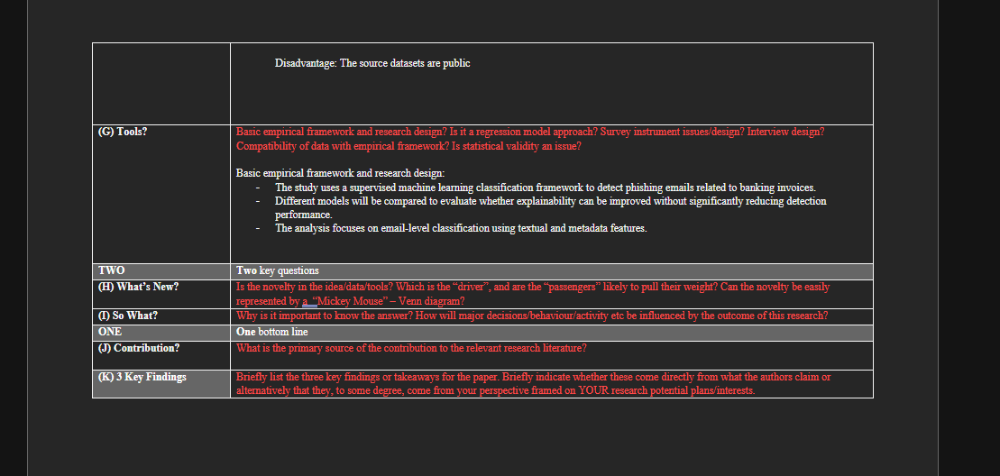 Disadvantage: The source datasets are public
(G) Tools?
Basic empirical framework and research design? Is it a regression model approach? Survey instrument issues/design? Interview design?
Compatibility of data with empirical framework? Is statistical validity an issue?
Basic empirical framework and research design:
- The study uses a supervised machine learning classification framework to detect phishing emails related to banking invoices.
- Different models will be compared to evaluate whether explainability can be improved without significantly reducing detection
performance.
- The analysis focuses on email-level classification using textual and metadata features.
TWO
Two key questions
(H) What's New?
Is the novelty in the idea/data/tools? Which is the “driver”, and are the “passengers” likely to pull their weight? Can the novelty be easily
represented by a “Mickey Mouse” – Venn diagram?
(I) So What?
Why is it important to know the answer? How will major decisions/behaviour/activity etc be influenced by the outcome of this research?
ONE
One bottom line
(J) Contribution?
What is the primary source of the contribution to the relevant research literature?
(K) 3 Key Findings
Briefly list the three key findings or takeaways for the paper. Briefly indicate whether these come directly from what the authors claim or
alternatively that they, to some degree, come from your perspective framed on YOUR research potential plans/interests.